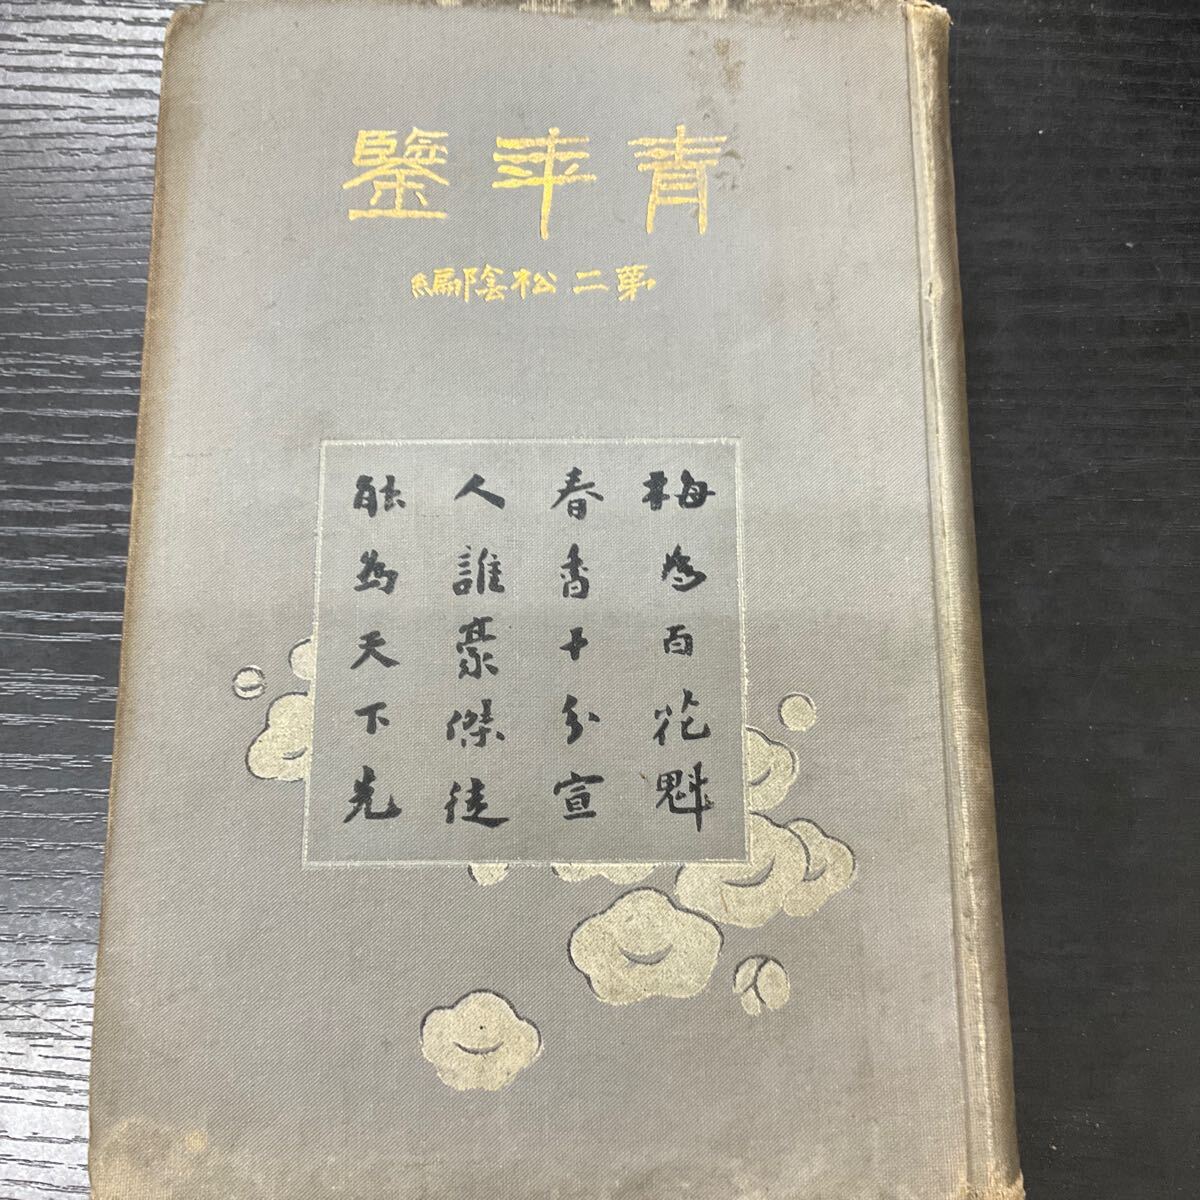 青年鑒
第二松陰編
梅為百花魁
春香十分宣
人誰豪傑徒
能為天下先